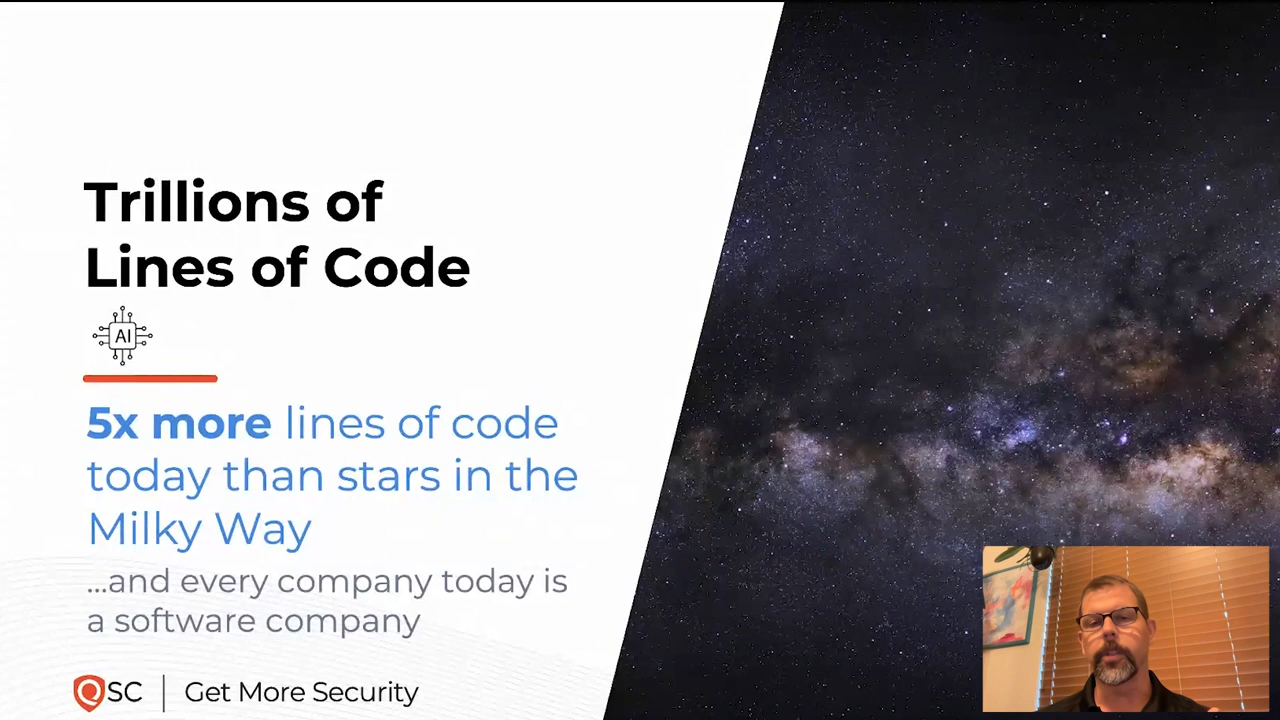 Trillions of
Lines of Code
AI
5x more lines of code
today than stars in the
Milky Way
...and every company today is
a software company
QSC | Get More Security